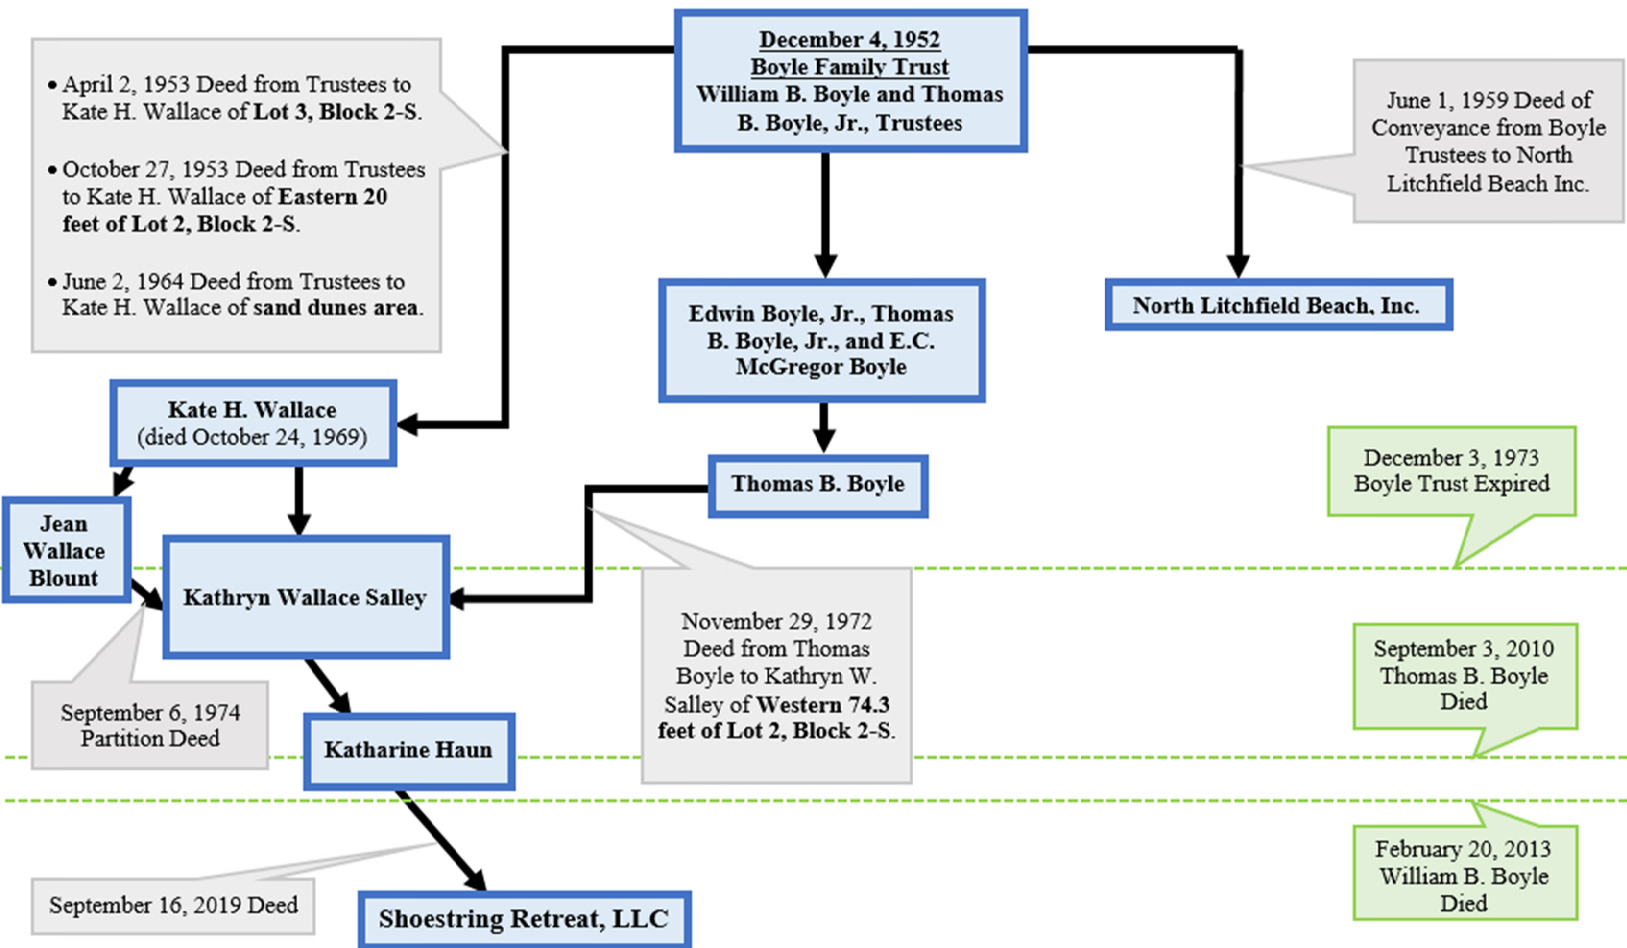 December 4, 1952
Boyle Family Trust
William B. Boyle and Thomas
B. Boyle, Jr., Trustees
• April 2, 1953 Deed from Trustees to
Kate H. Wallace of Lot 3, Block 2-S.
• October 27, 1953 Deed from Trustees
to Kate H. Wallace of Eastern 20
feet of Lot 2, Block 2-S.
• June 2, 1964 Deed from Trustees to
Kate H. Wallace of sand dunes area.
June 1, 1959 Deed of
Conveyance from Boyle
Trustees to North
Litchfield Beach Inc.
Edwin Boyle, Jr., Thomas
B. Boyle, Jr., and E.C.
McGregor Boyle
North Litchfield Beach, Inc.
Kate H. Wallace
(died October 24, 1969)
Thomas B. Boyle
December 3, 1973
Boyle Trust Expired
Jean
Wallace
Blount
Kathryn Wallace Salley
November 29, 1972
Deed from Thomas
Boyle to Kathryn W.
Salley of Western 74.3
feet of Lot 2, Block 2-S.
September 3, 2010
Thomas B. Boyle
Died
September 6, 1974
Partition Deed
Katharine Haun
February 20, 2013
William B. Boyle
Died
September 16, 2019 Deed
Shoestring Retreat, LLC